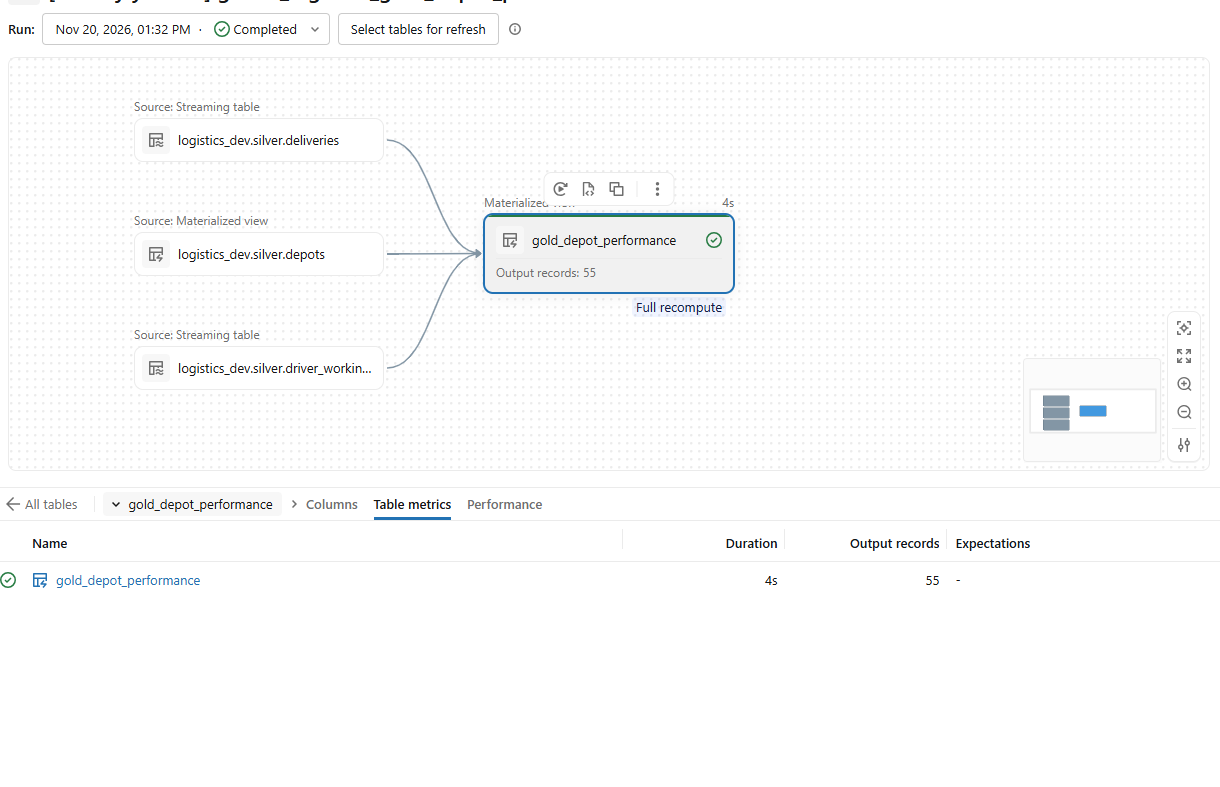 Run:
Nov 20, 2026, 01:32 PM · Completed
Select tables for refresh
Source: Streaming table
logistics_dev.silver.deliveries
Source: Materialized view
logistics_dev.silver.depots
Source: Streaming table
logistics_dev.silver.driver_workin...
Materialized 4s
gold_depot_performance
Output records: 55
Full recompute
All tables
gold_depot_performance
Columns
Table metrics
Performance
Name Duration Output records Expectations
gold_depot_performance 4s 55 -